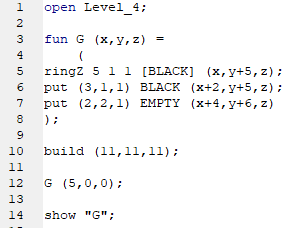 1 open Level_4;
2
3 fun G (x,y,z) =
4 (
5 ringZ 5 1 1 [BLACK] (x,y+5,z);
6 put (3,1,1) BLACK (x+2,y+5,z);
7 put (2,2,1) EMPTY (x+4,y+6,z)
8 );
9
10 build (11,11,11);
11
12 G (5,0,0);
13
14 show "G";